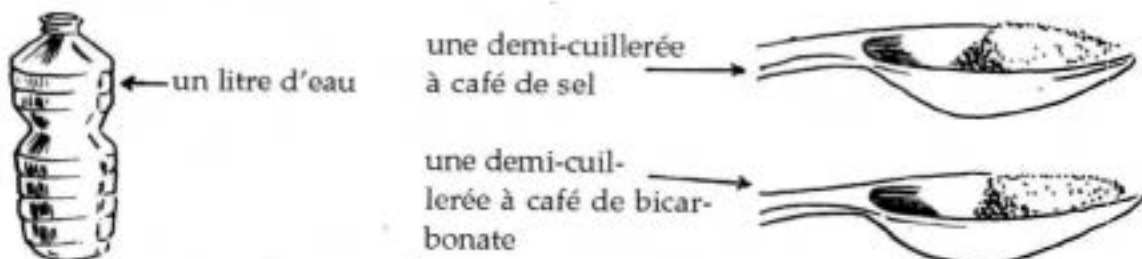 un litre d'eau
une demi-cuillerée
à café de sel
une demi-cuil-
lerée à café de bicar-
bonate